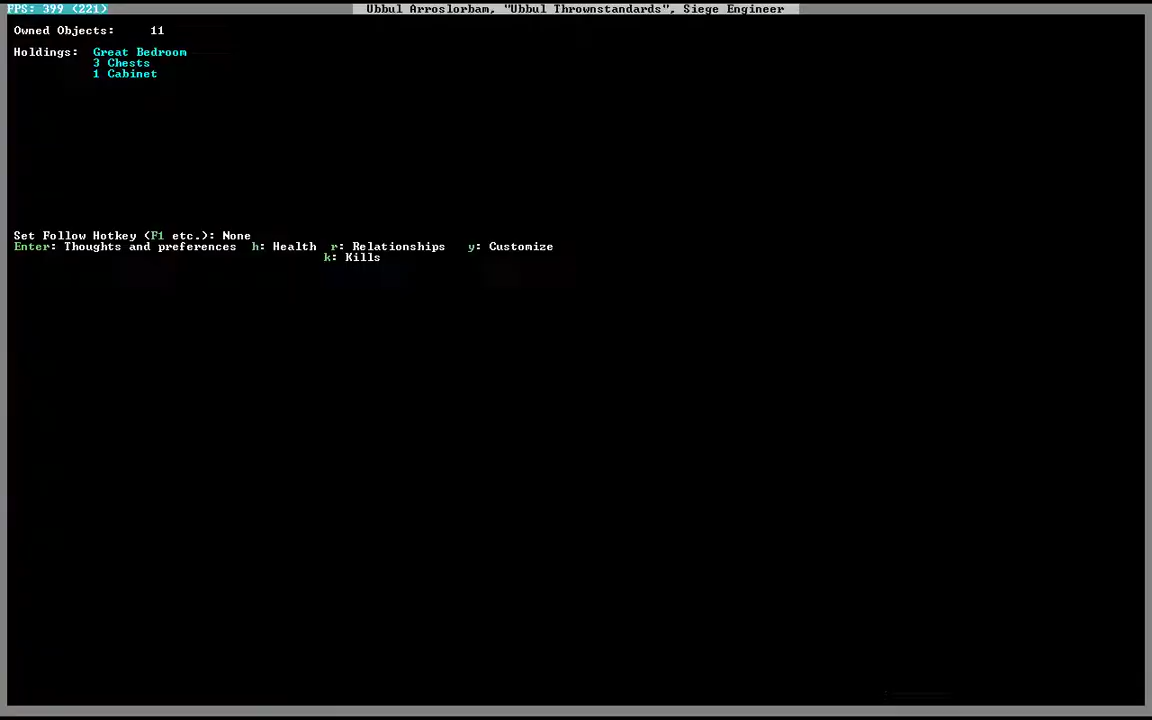 FPS: 399 (221)
Ubbul Arroslorbam, "Ubbul Thrownstandards", Siege Engineer
Owned Objects: 11
Holdings: Great Bedroom
3 Chests
1 Cabinet
Set Follow Hotkey (F1 etc.): None
Enter: Thoughts and preferences h: Health r: Relationships y: Customize
k: Kills